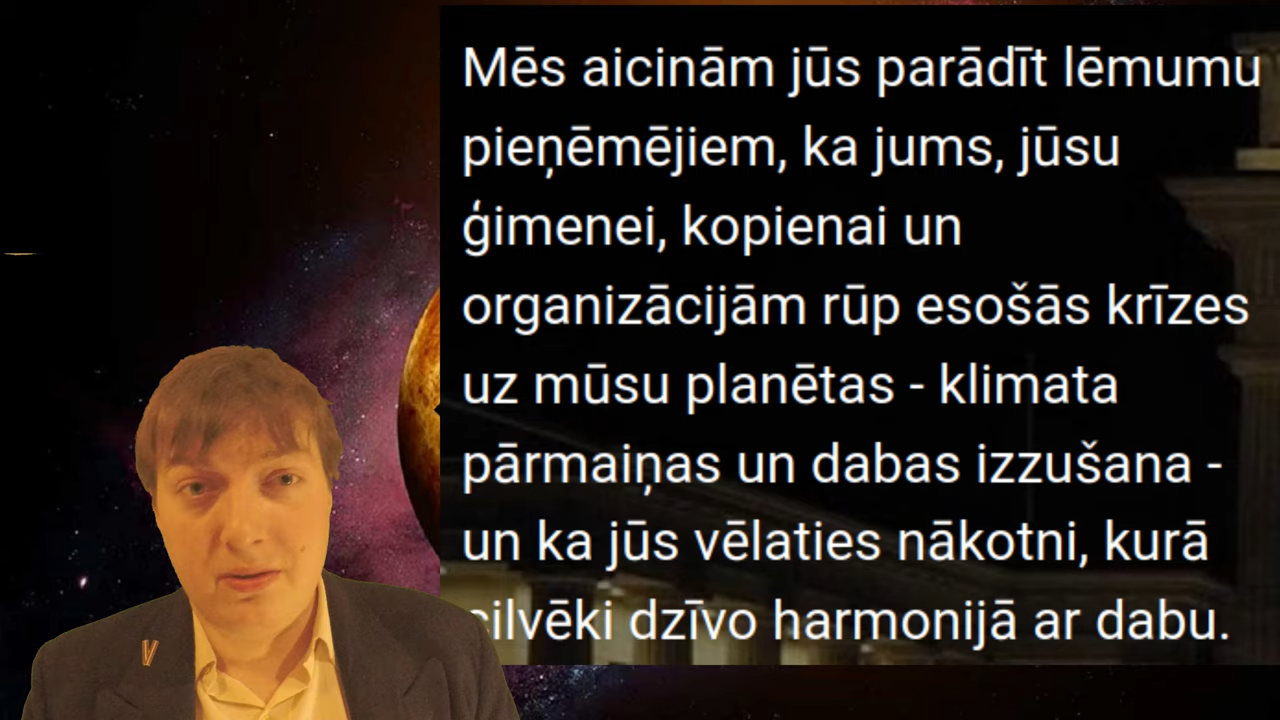 Mēs aicinām jūs parādīt lēmumu
pieņēmējiem, ka jums, jūsu
ģimenei, kopienai un
organizācijām rūp esošās krīzes
uz mūsu planētas - klimata
pārmaiņas un dabas izzušana -
un ka jūs vēlaties nākotni, kurā
cilvēki dzīvo harmonijā ar dabu.